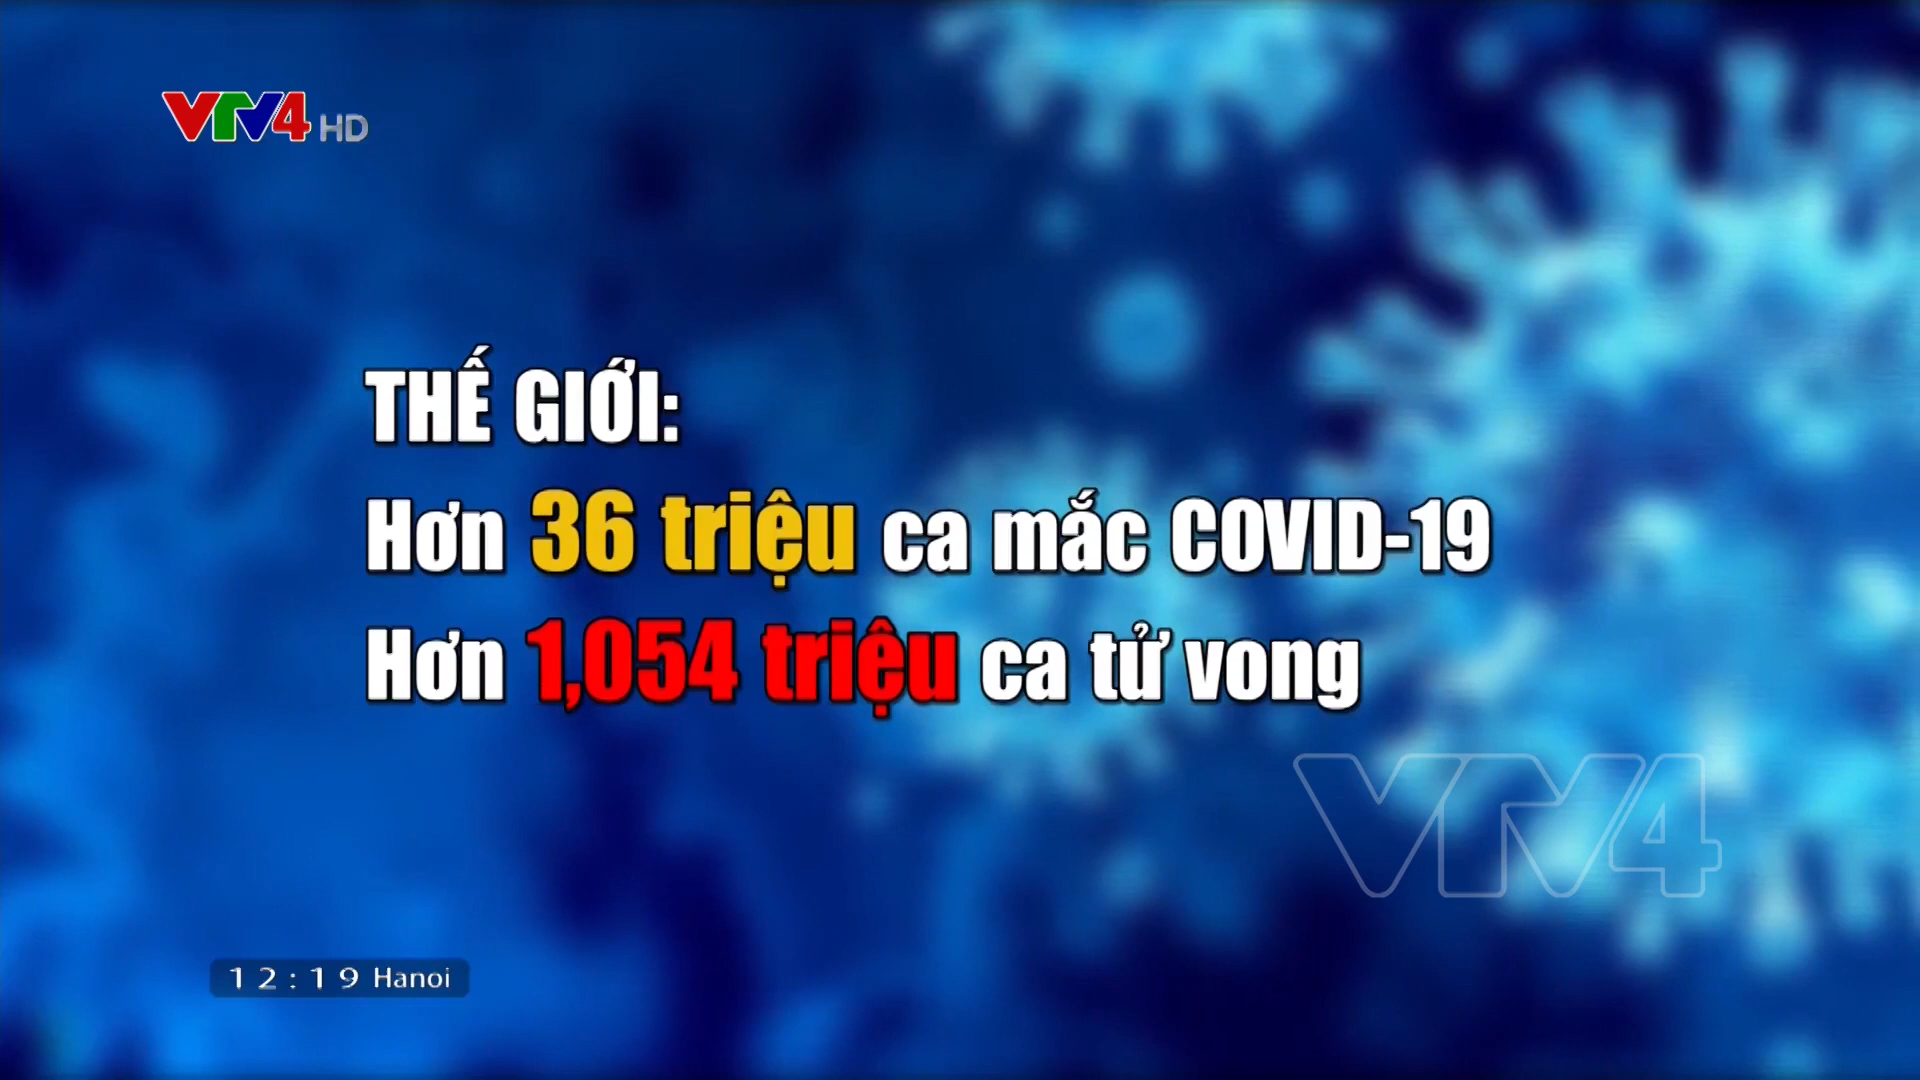 VTV4 HD
THẾ GIỚI:
Hơn 36 triệu ca mắc COVID-19
Hơn 1,054 triệu ca tử vong
VTV4
12:19 Hanoi